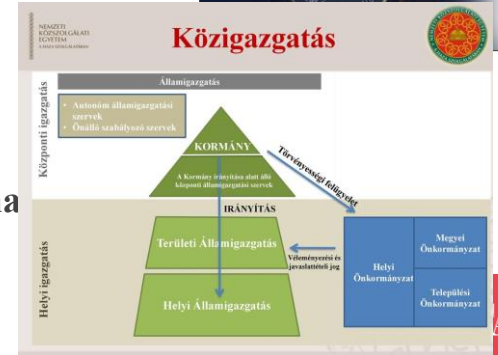 NEMZETI
KÖZSZOLGÁLATI
EGYETEM
Közigazgatás
Államigazgatás
Központi igazgatás
• Autonóm államigazgatási
szervek
• Önálló szabályozó szervek
KORMÁNY
A Kormány irányítása alatt álló
központi államigazgatási szervek
Törvényességi felügyelet
IRÁNYÍTÁS
Helyi igazgatás
Területi Államigazgatás
Helyi Államigazgatás
Véleményezési és
javaslattételi jog
Helyi
Önkormányzat
Megyei
Önkormányzat
Települési
Önkormányzat